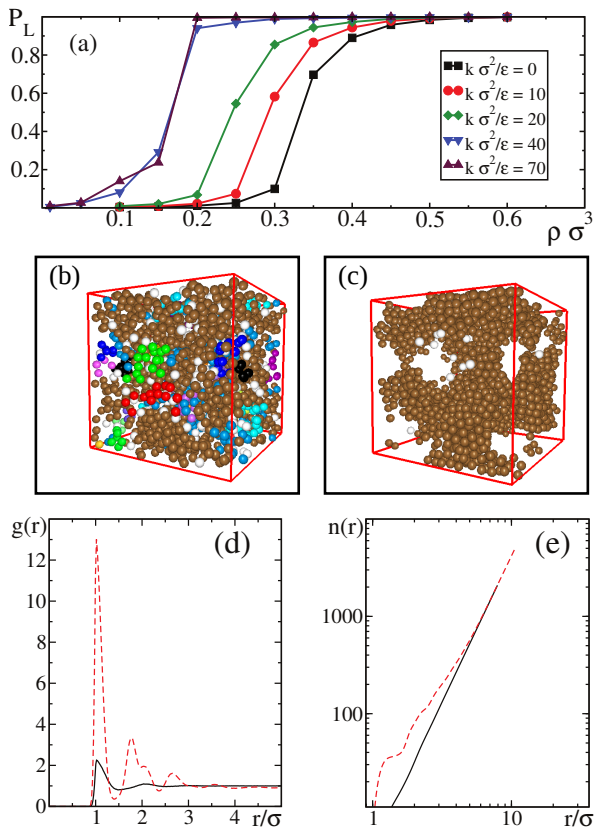 P_L
(a)
k σ²/ε = 0
k σ²/ε = 10
k σ²/ε = 20
k σ²/ε = 40
k σ²/ε = 70
0.8
0.6
0.4
0.2
0.1 0.2 0.3 0.4 0.5 0.6
ρ σ³
(b)
(c)
g(r)
(d)
12
10
8
6
4
2
0
1 2 3 4 r/σ
n(r)
(e)
1000
100
1 10 r/σ